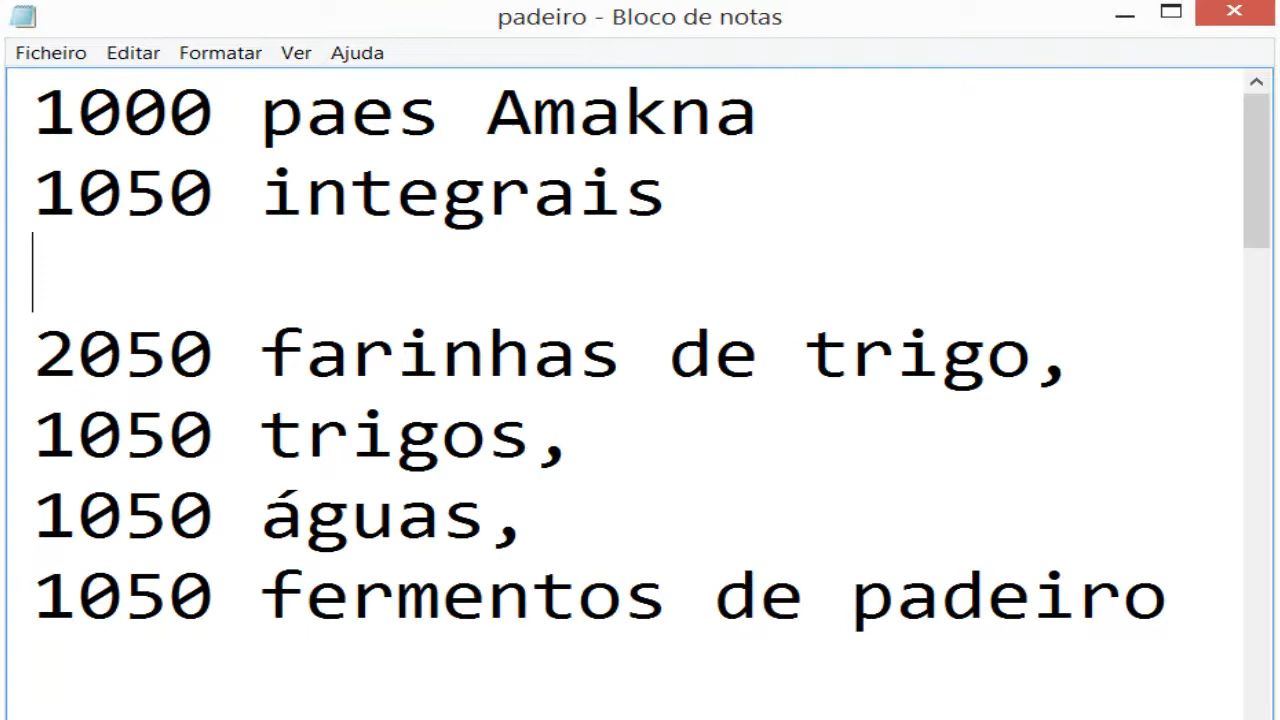 padeiro - Bloco de notas
Ficheiro Editar Formatar Ver Ajuda
1000 paes Amakna
1050 integrais
2050 farinhas de trigo,
1050 trigos,
1050 águas,
1050 fermentos de padeiro